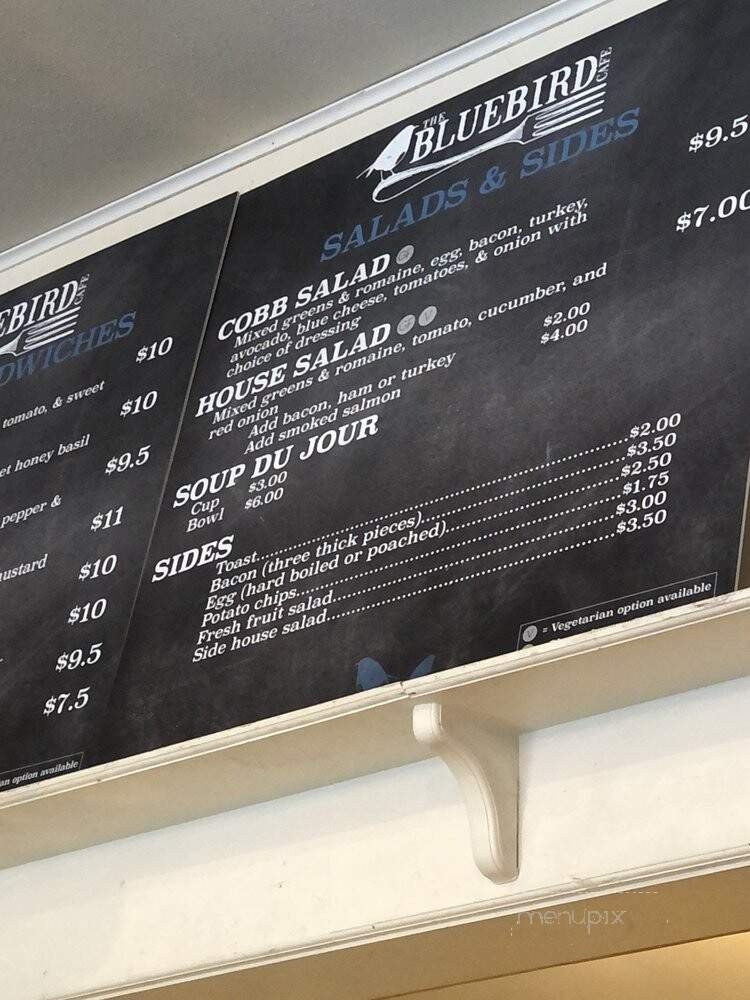 EBIRD
CAFE
DWICHES
$10
tomato, & sweet
$10
et honey basil
$9.5
pepper &
$11
ustard
$10
$10
$9.5
$7.5
an option available
THE
BLUEBIRD
CAFE
SALADS & SIDES
COBB SALAD $9.5
Mixed greens & romaine, egg, bacon, turkey,
avocado, blue cheese, tomatoes, & onion with
choice of dressing
HOUSE SALAD V $7.00
Mixed greens & romaine, tomato, cucumber, and
red onion
Add bacon, ham or turkey $2.00
Add smoked salmon $4.00
SOUP DU JOUR
Cup $3.00
Bowl $6.00
SIDES
Toast $2.00
Bacon (three thick pieces) $3.50
Egg (hard boiled or poached) $2.50
Potato chips $1.75
Fresh fruit salad $3.00
Side house salad $3.50
V = Vegetarian option available
menupix